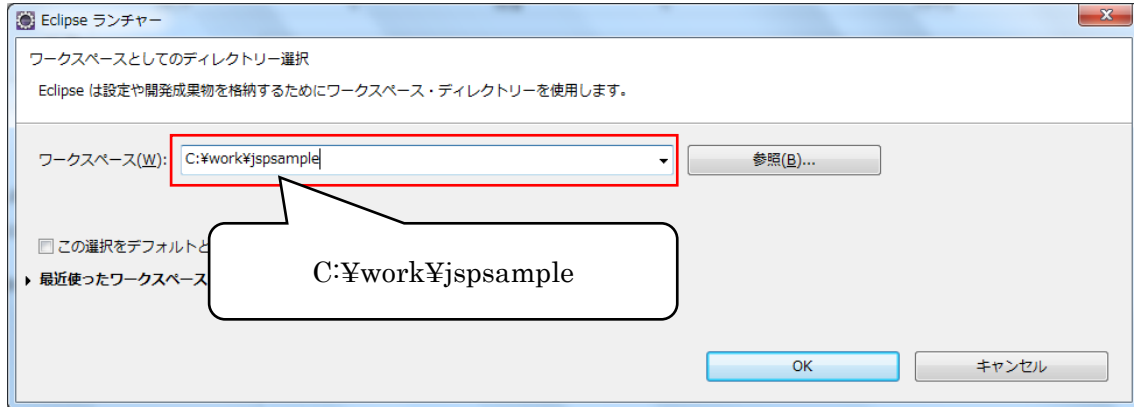 Eclipse ランチャー
ワークスペースとしてのディレクトリー選択
Eclipse は設定や開発成果物を格納するためにワークスペース・ディレクトリーを使用します。
ワークスペース(W): C:¥work¥jspsample 参照(B)...
この選択をデフォルトと
最近使ったワークスペース
C:¥work¥jspsample
OK キャンセル